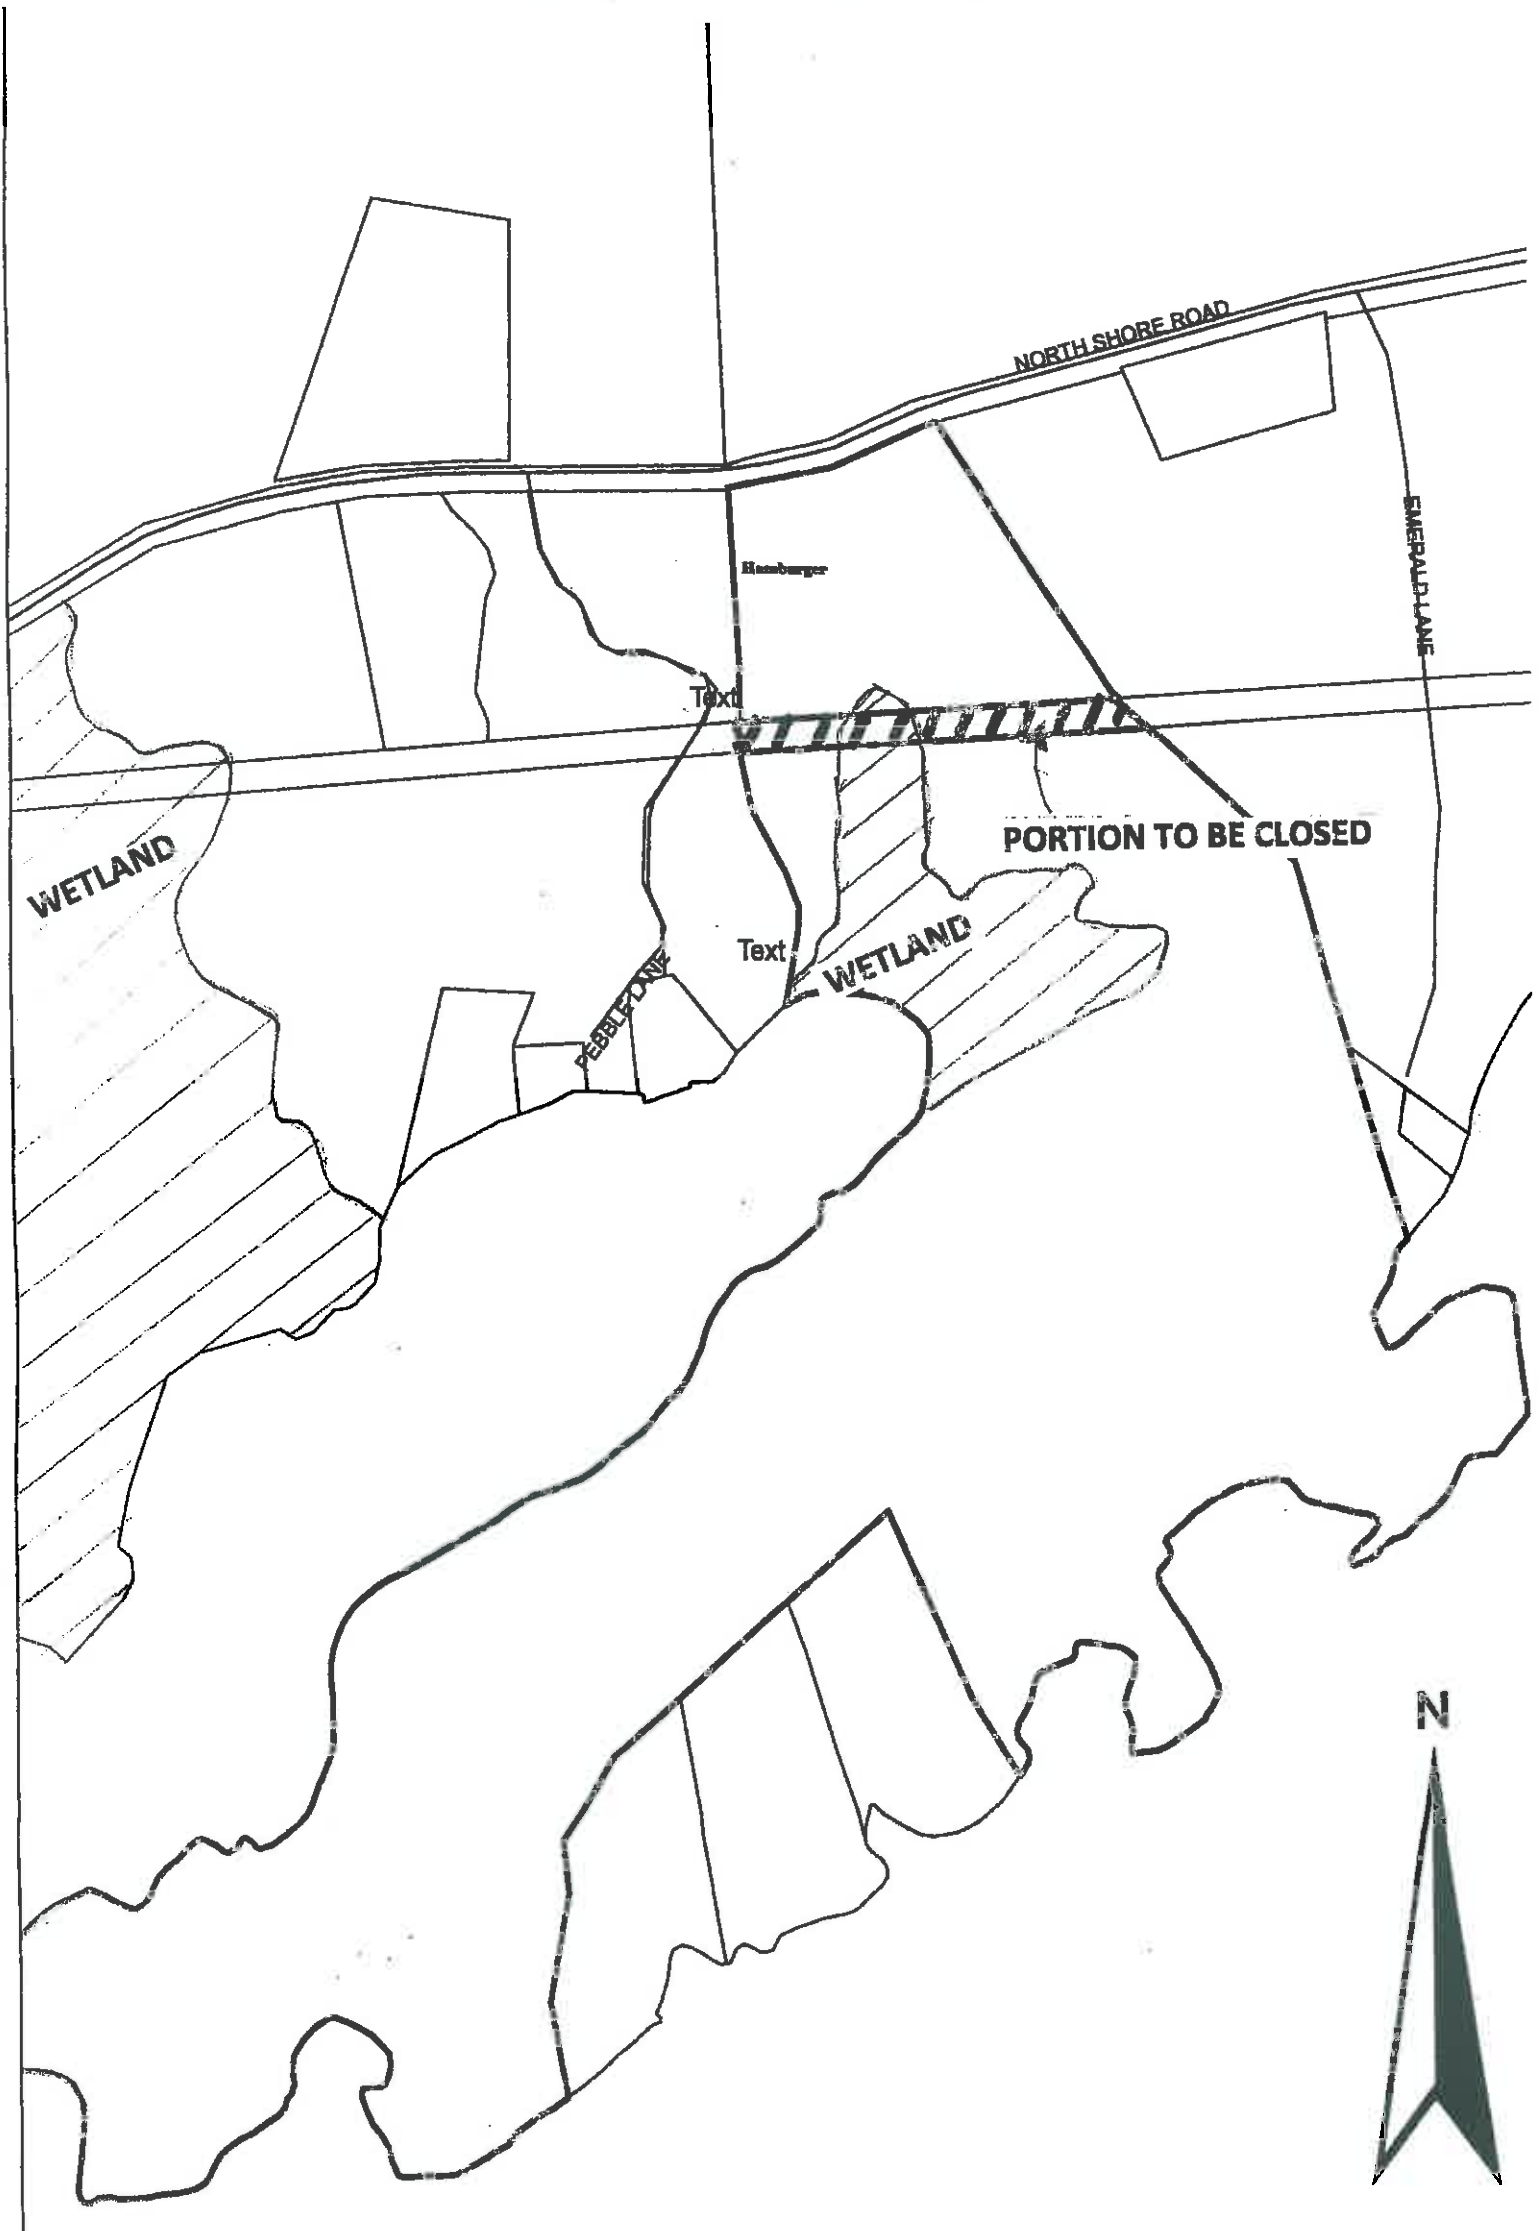 NORTH SHORE ROAD
EMERALD LANE
Hamburger
Text
PORTION TO BE CLOSED
WETLAND
Text
WETLAND
PEBBLE LANE
N